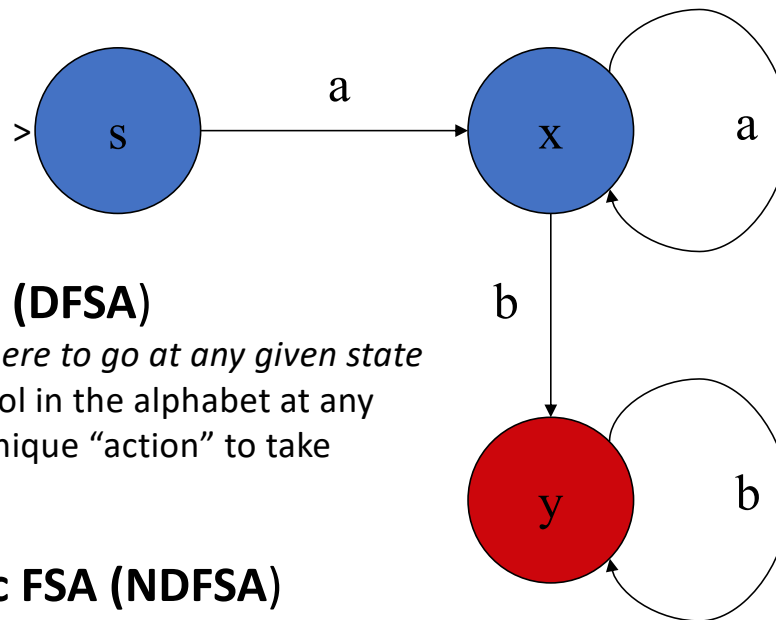 a
> s x a
(DFSA)
b
ere to go at any given state
ol in the alphabet at any
nique “action” to take
y b
c FSA (NDFSA)